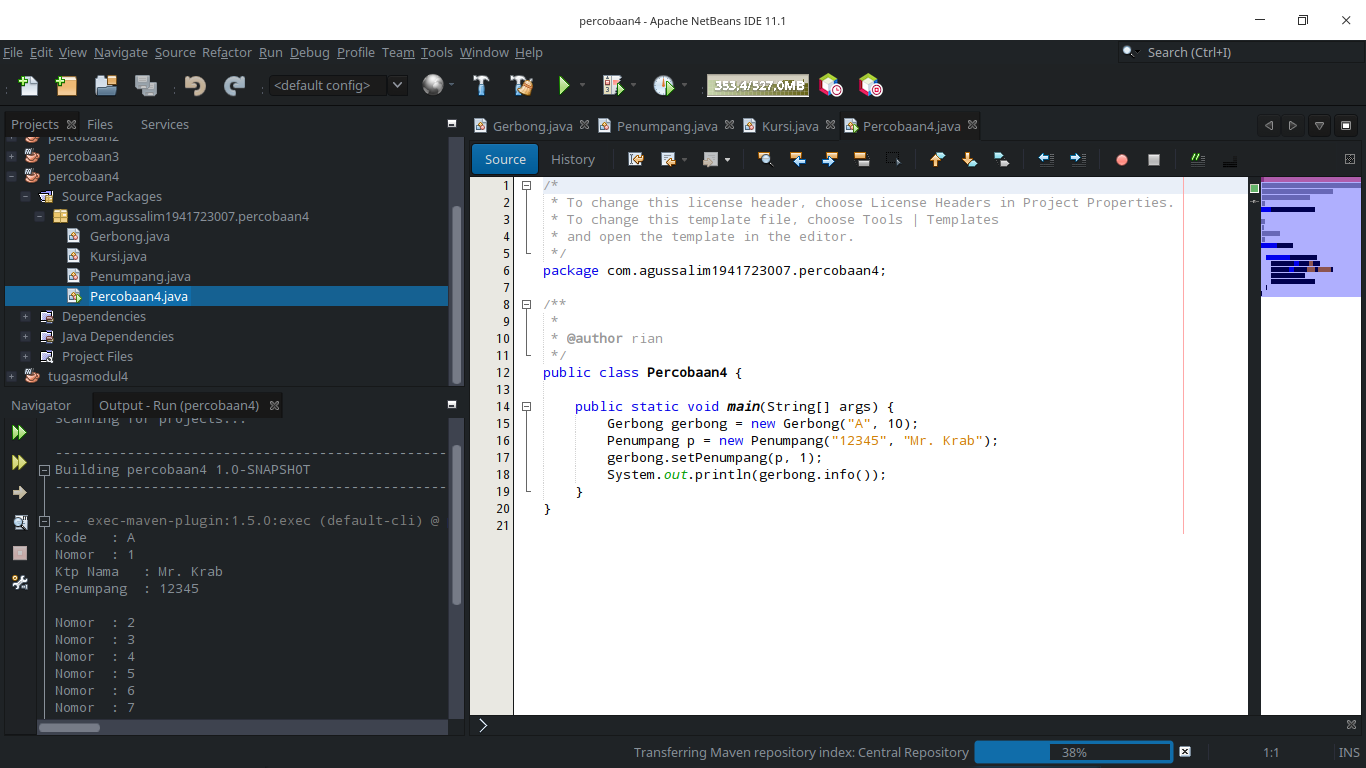 percobaan4 - Apache NetBeans IDE 11.1
File Edit View Navigate Source Refactor Run Debug Profile Team Tools Window Help
Search (Ctrl+I)
<default config>
353,4/527,0MB
Projects Files Services
percobaan2
percobaan3
percobaan4
Source Packages
com.agussalim1941723007.percobaan4
Gerbong.java
Kursi.java
Penumpang.java
Percobaan4.java
Dependencies
Java Dependencies
Project Files
tugasmodul4
Navigator Output - Run (percobaan4)
Scanning for projects...
------------------------------------------------
Building percobaan4 1.0-SNAPSHOT
------------------------------------------------
--- exec-maven-plugin:1.5.0:exec (default-cli) @
Kode   : A
Nomor  : 1
Ktp Nama   : Mr. Krab
Penumpang  : 12345
Nomor  : 2
Nomor  : 3
Nomor  : 4
Nomor  : 5
Nomor  : 6
Nomor  : 7
Gerbong.java Penumpang.java Kursi.java Percobaan4.java
Source History
1 /*
2  * To change this license header, choose License Headers in Project Properties.
3  * To change this template file, choose Tools | Templates
4  * and open the template in the editor.
5  */
6 package com.agussalim1941723007.percobaan4;
7
8 /**
9  *
10  * @author rian
11  */
12 public class Percobaan4 {
13
14     public static void main(String[] args) {
15         Gerbong gerbong = new Gerbong("A", 10);
16         Penumpang p = new Penumpang("12345", "Mr. Krab");
17         gerbong.setPenumpang(p, 1);
18         System.out.println(gerbong.info());
19     }
20 }
21
Transferring Maven repository index: Central Repository 38% 1:1 INS